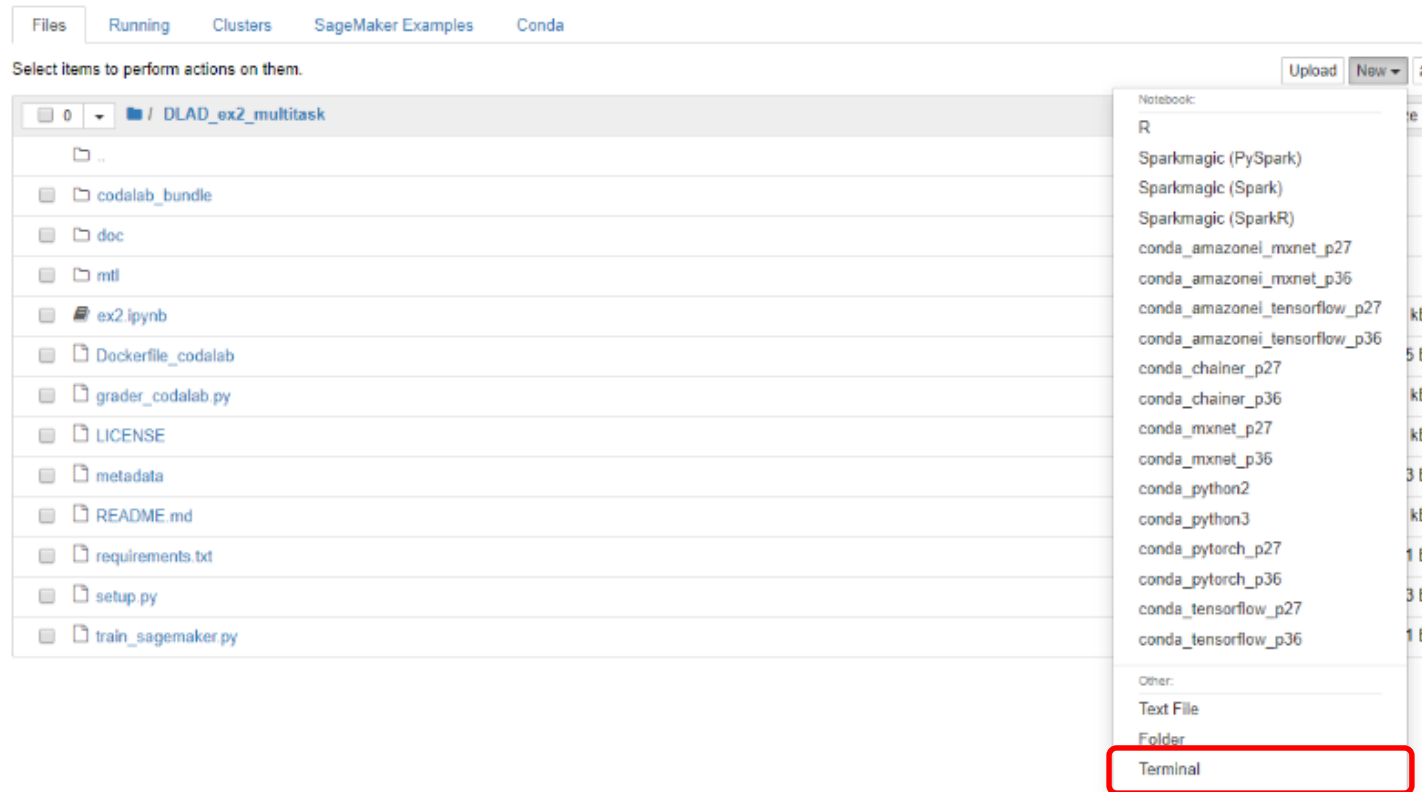 Files Running Clusters SageMaker Examples Conda
Select items to perform actions on them.
Upload New
0 / DLAD_ex2_multitask
..
codalab_bundle
doc
mtl
ex2.ipynb
Dockerfile_codalab
grader_codalab.py
LICENSE
metadata
README.md
requirements.txt
setup.py
train_sagemaker.py
Notebook:
R
Sparkmagic (PySpark)
Sparkmagic (Spark)
Sparkmagic (SparkR)
conda_amazonei_mxnet_p27
conda_amazonei_mxnet_p36
conda_amazonei_tensorflow_p27
conda_amazonei_tensorflow_p36
conda_chainer_p27
conda_chainer_p36
conda_mxnet_p27
conda_mxnet_p36
conda_python2
conda_python3
conda_pytorch_p27
conda_pytorch_p36
conda_tensorflow_p27
conda_tensorflow_p36
Other:
Text File
Folder
Terminal